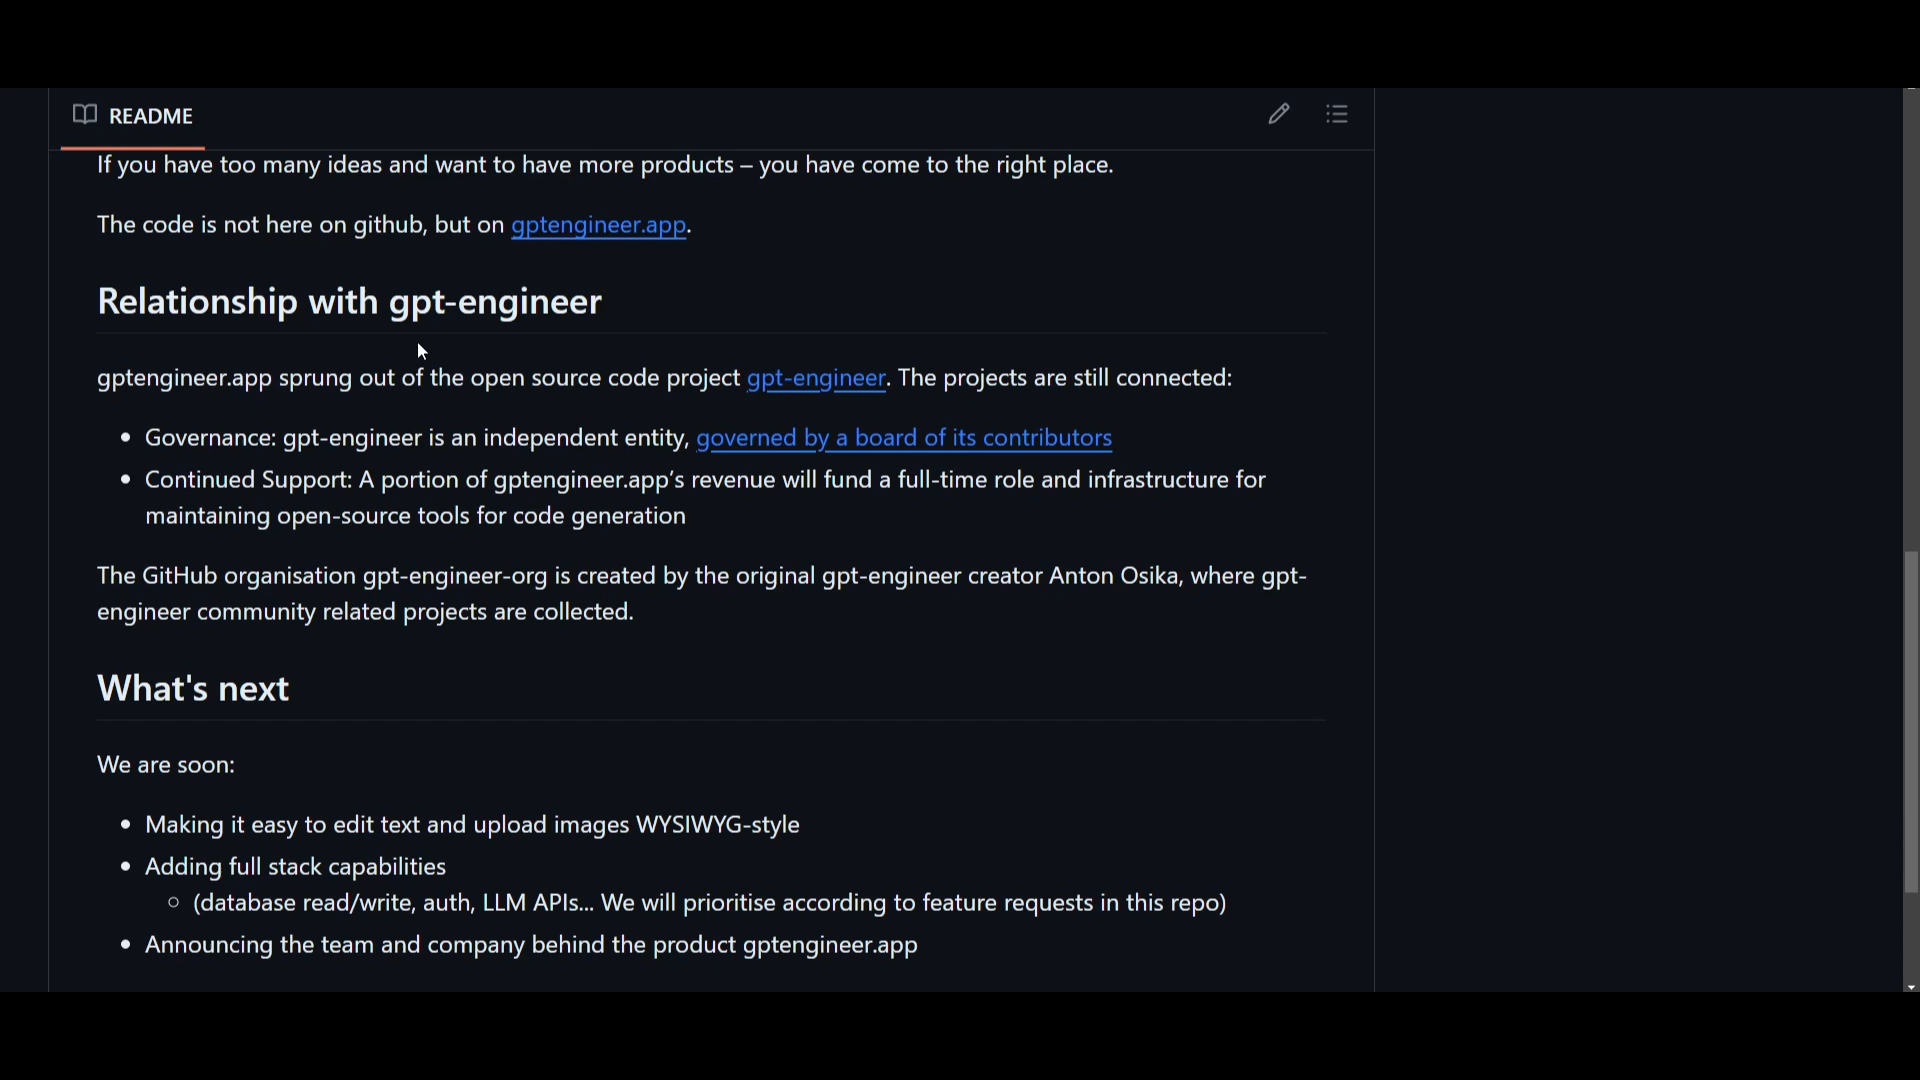 README
If you have too many ideas and want to have more products – you have come to the right place.
The code is not here on github, but on gptengineer.app.
Relationship with gpt-engineer
gptengineer.app sprung out of the open source code project gpt-engineer. The projects are still connected:
Governance: gpt-engineer is an independent entity, governed by a board of its contributors
Continued Support: A portion of gptengineer.app’s revenue will fund a full-time role and infrastructure for
maintaining open-source tools for code generation
The GitHub organisation gpt-engineer-org is created by the original gpt-engineer creator Anton Osika, where gpt-
engineer community related projects are collected.
What's next
We are soon:
Making it easy to edit text and upload images WYSIWYG-style
Adding full stack capabilities
(database read/write, auth, LLM APIs... We will prioritise according to feature requests in this repo)
Announcing the team and company behind the product gptengineer.app